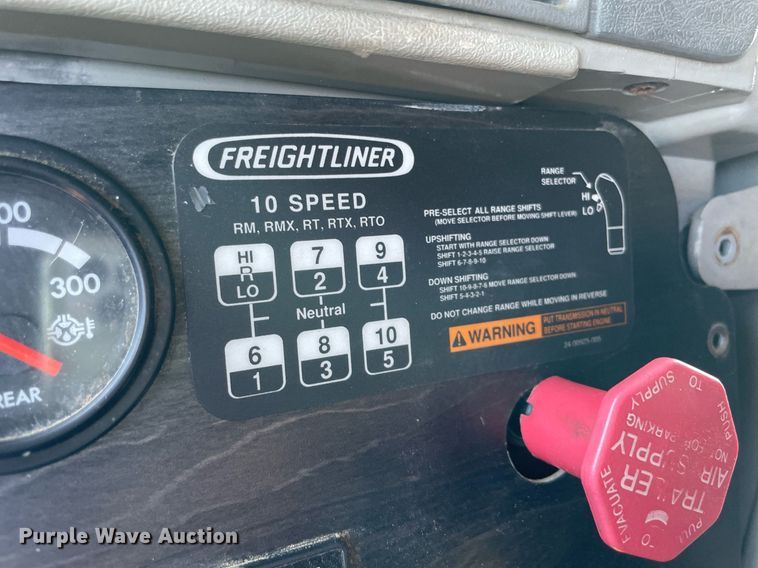 FREIGHTLINER
10 SPEED
RM, RMX, RT, RTX, RTO
HI
R
LO
7
2
9
4
Neutral
6
1
8
3
10
5
RANGE
SELECTOR
HI
LO
PRE-SELECT ALL RANGE SHIFTS
(MOVE SELECTOR BEFORE MOVING SHIFT LEVER)
UPSHIFTING
START WITH RANGE SELECTOR DOWN
SHIFT 1-2-3-4-5 RAISE RANGE SELECTOR
SHIFT 6-7-8-9-10
DOWN SHIFTING
SHIFT 10-9-8-7-6 MOVE RANGE SELECTOR DOWN
SHIFT 5-4-3-2-1
DO NOT CHANGE RANGE WHILE MOVING IN REVERSE
WARNING
PUT TRANSMISSION IN NEUTRAL
BEFORE STARTING ENGINE
300
REAR
PUSH TO SUPPLY
NOT FOR PARKING
TRAILER
AIR SUPPLY
PULL TO EVACUATE
Purple Wave Auction